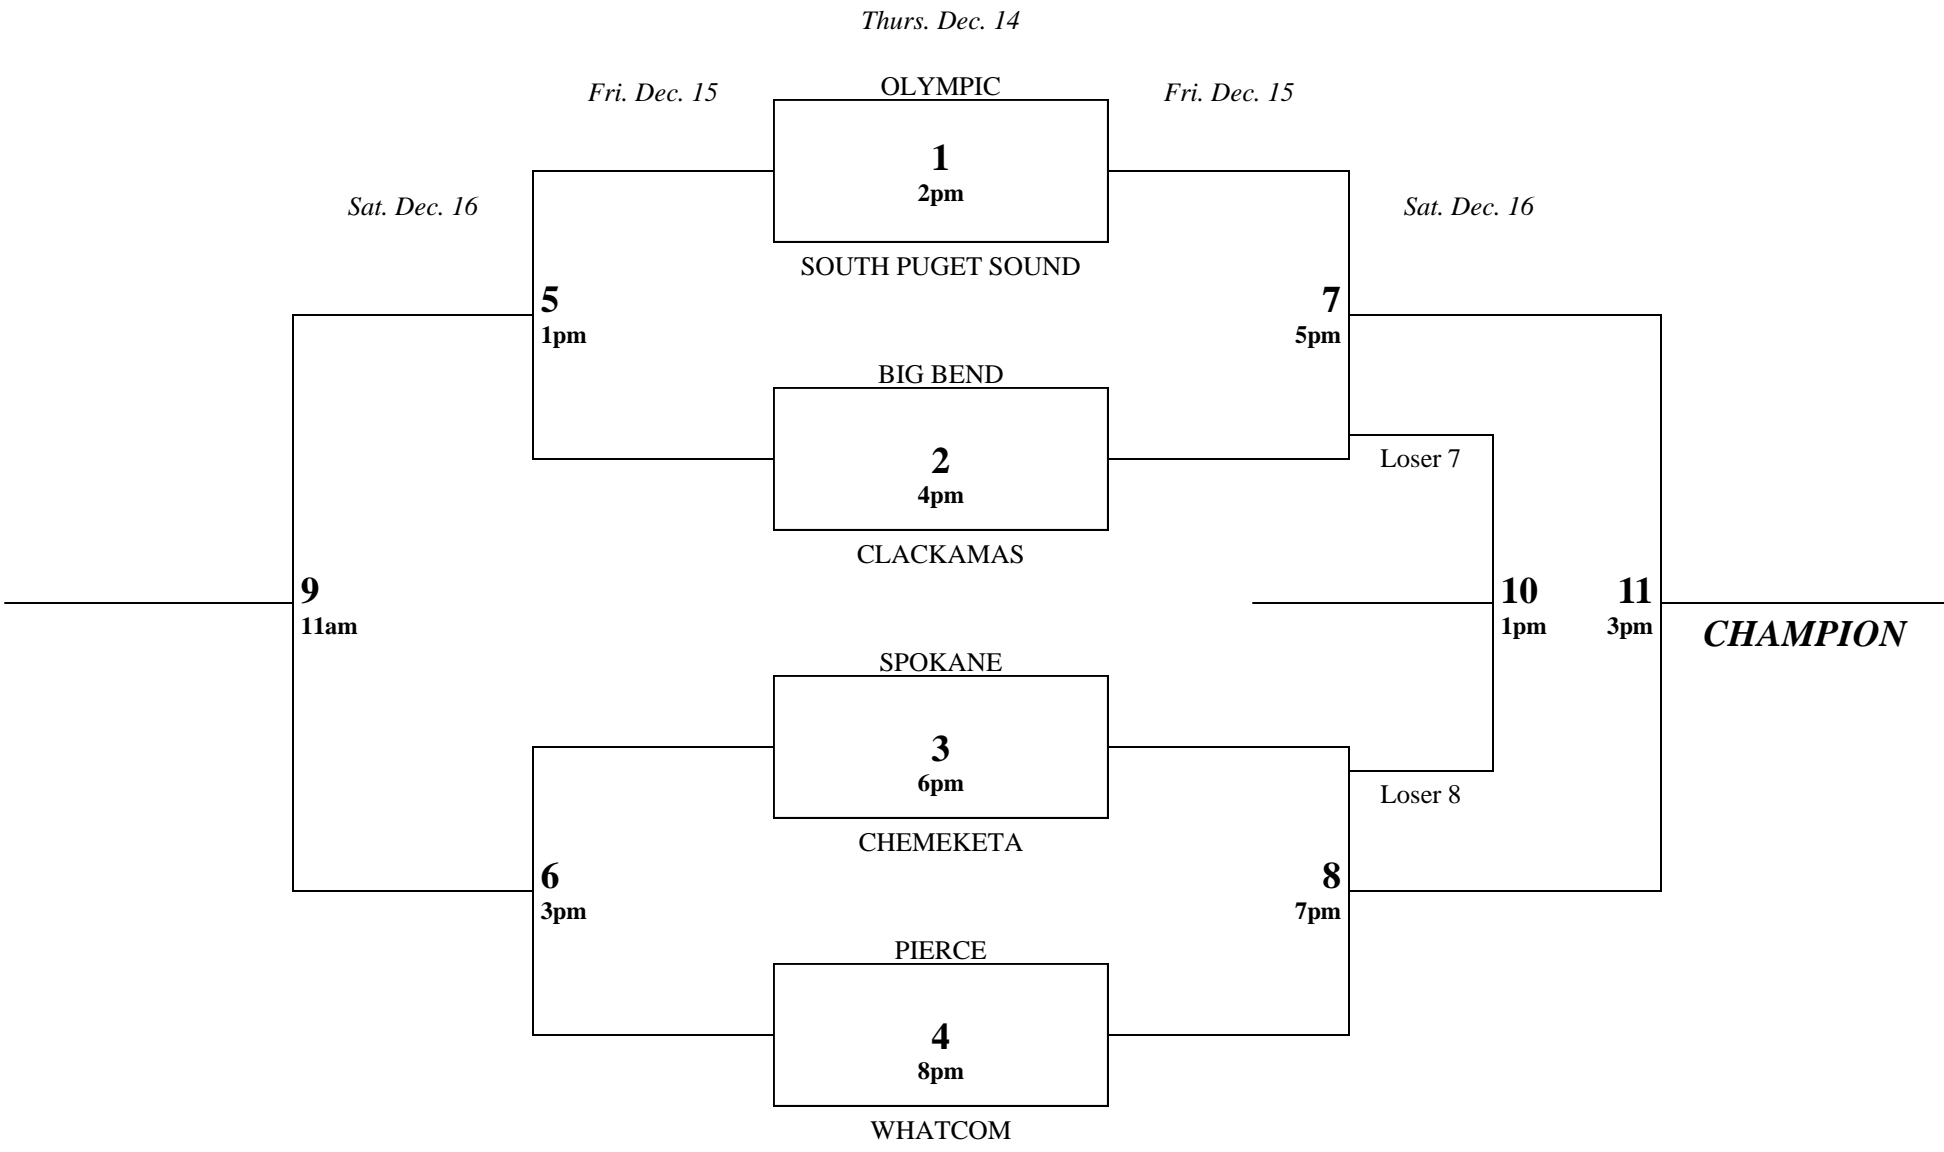 Thurs. Dec. 14
Fri. Dec. 15
OLYMPIC
Fri. Dec. 15
1
2pm
Sat. Dec. 16
Sat. Dec. 16
SOUTH PUGET SOUND
5
1pm
7
5pm
BIG BEND
2
4pm
Loser 7
CLACKAMAS
9
11am
10
1pm
11
3pm
CHAMPION
SPOKANE
3
6pm
Loser 8
CHEMEKETA
6
3pm
8
7pm
PIERCE
4
8pm
WHATCOM